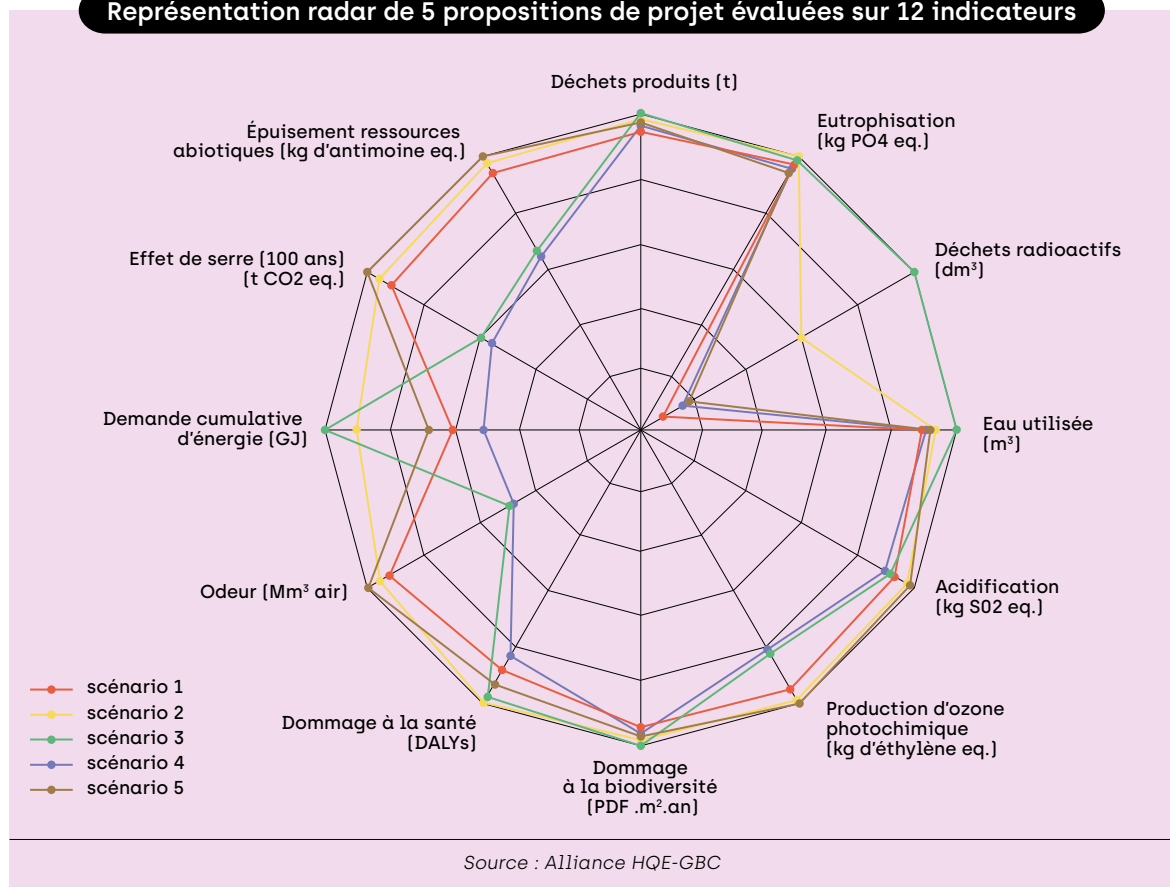 Représentation radar de 5 propositions de projet évaluées sur 12 indicateurs
Déchets produits (t)
Eutrophisation
(kg PO4 eq.)
Déchets radioactifs
(dm³)
Eau utilisée
(m³)
Acidification
(kg S02 eq.)
Production d'ozone
photochimique
(kg d'éthylène eq.)
Dommage
à la biodiversité
(PDF .m².an)
Dommage à la santé
(DALYs)
Odeur (Mm³ air)
Demande cumulative
d'énergie (GJ)
Effet de serre (100 ans)
(t CO2 eq.)
Épuisement ressources
abiotiques (kg d'antimoine eq.)
scénario 1
scénario 2
scénario 3
scénario 4
scénario 5
Source : Alliance HQE-GBC